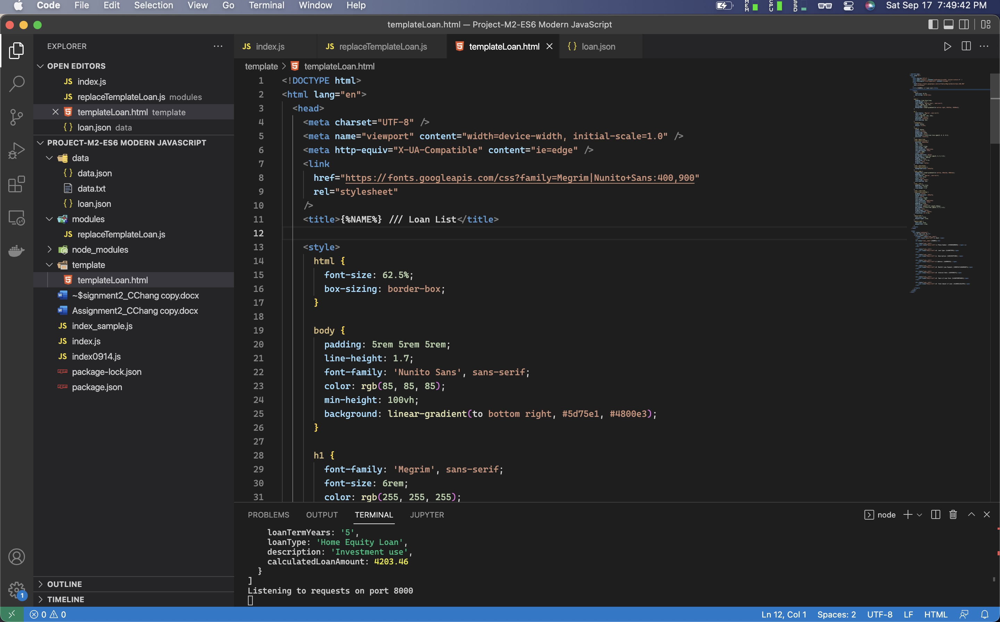 Code File Edit Selection View Go Terminal Window Help
MEM CPU SSD Sat Sep 17 7:49:42 PM
templateLoan.html — Project-M2-ES6 Modern JavaScript
EXPLORER
OPEN EDITORS
JS index.js
JS replaceTemplateLoan.js modules
templateLoan.html template
{} loan.json data
PROJECT-M2-ES6 MODERN JAVASCRIPT
data
{} data.json
data.txt
{} loan.json
modules
JS replaceTemplateLoan.js
node_modules
template
templateLoan.html
~$signment2_CChang copy.docx
Assignment2_CChang copy.docx
JS index_sample.js
JS index.js
JS index0914.js
package-lock.json
package.json
OUTLINE
TIMELINE
JS index.js JS replaceTemplateLoan.js templateLoan.html {} loan.json
template > templateLoan.html
1 <!DOCTYPE html>
2 <html lang="en">
3 <head>
4 <meta charset="UTF-8" />
5 <meta name="viewport" content="width=device-width, initial-scale=1.0" />
6 <meta http-equiv="X-UA-Compatible" content="ie=edge" />
7 <link
8 href="https://fonts.googleapis.com/css?family=Megrim|Nunito+Sans:400,900"
9 rel="stylesheet"
10 />
11 <title>{%NAME%} /// Loan List</title>
12
13 <style>
14 html {
15 font-size: 62.5%;
16 box-sizing: border-box;
17 }
18
19 body {
20 padding: 5rem 5rem 5rem;
21 line-height: 1.7;
22 font-family: 'Nunito Sans', sans-serif;
23 color: rgb(85, 85, 85);
24 min-height: 100vh;
25 background: linear-gradient(to bottom right, #5d75e1, #4800e3);
26 }
27
28 h1 {
29 font-family: 'Megrim', sans-serif;
30 font-size: 6rem;
31 color: rgb(255, 255, 255);
PROBLEMS OUTPUT TERMINAL JUPYTER node
loanTermYears: '5',
loanType: 'Home Equity Loan',
description: 'Investment use',
calculatedLoanAmount: 4203.46
}
]
Listening to requests on port 8000
1
0 0 Ln 12, Col 1 Spaces: 2 UTF-8 LF HTML